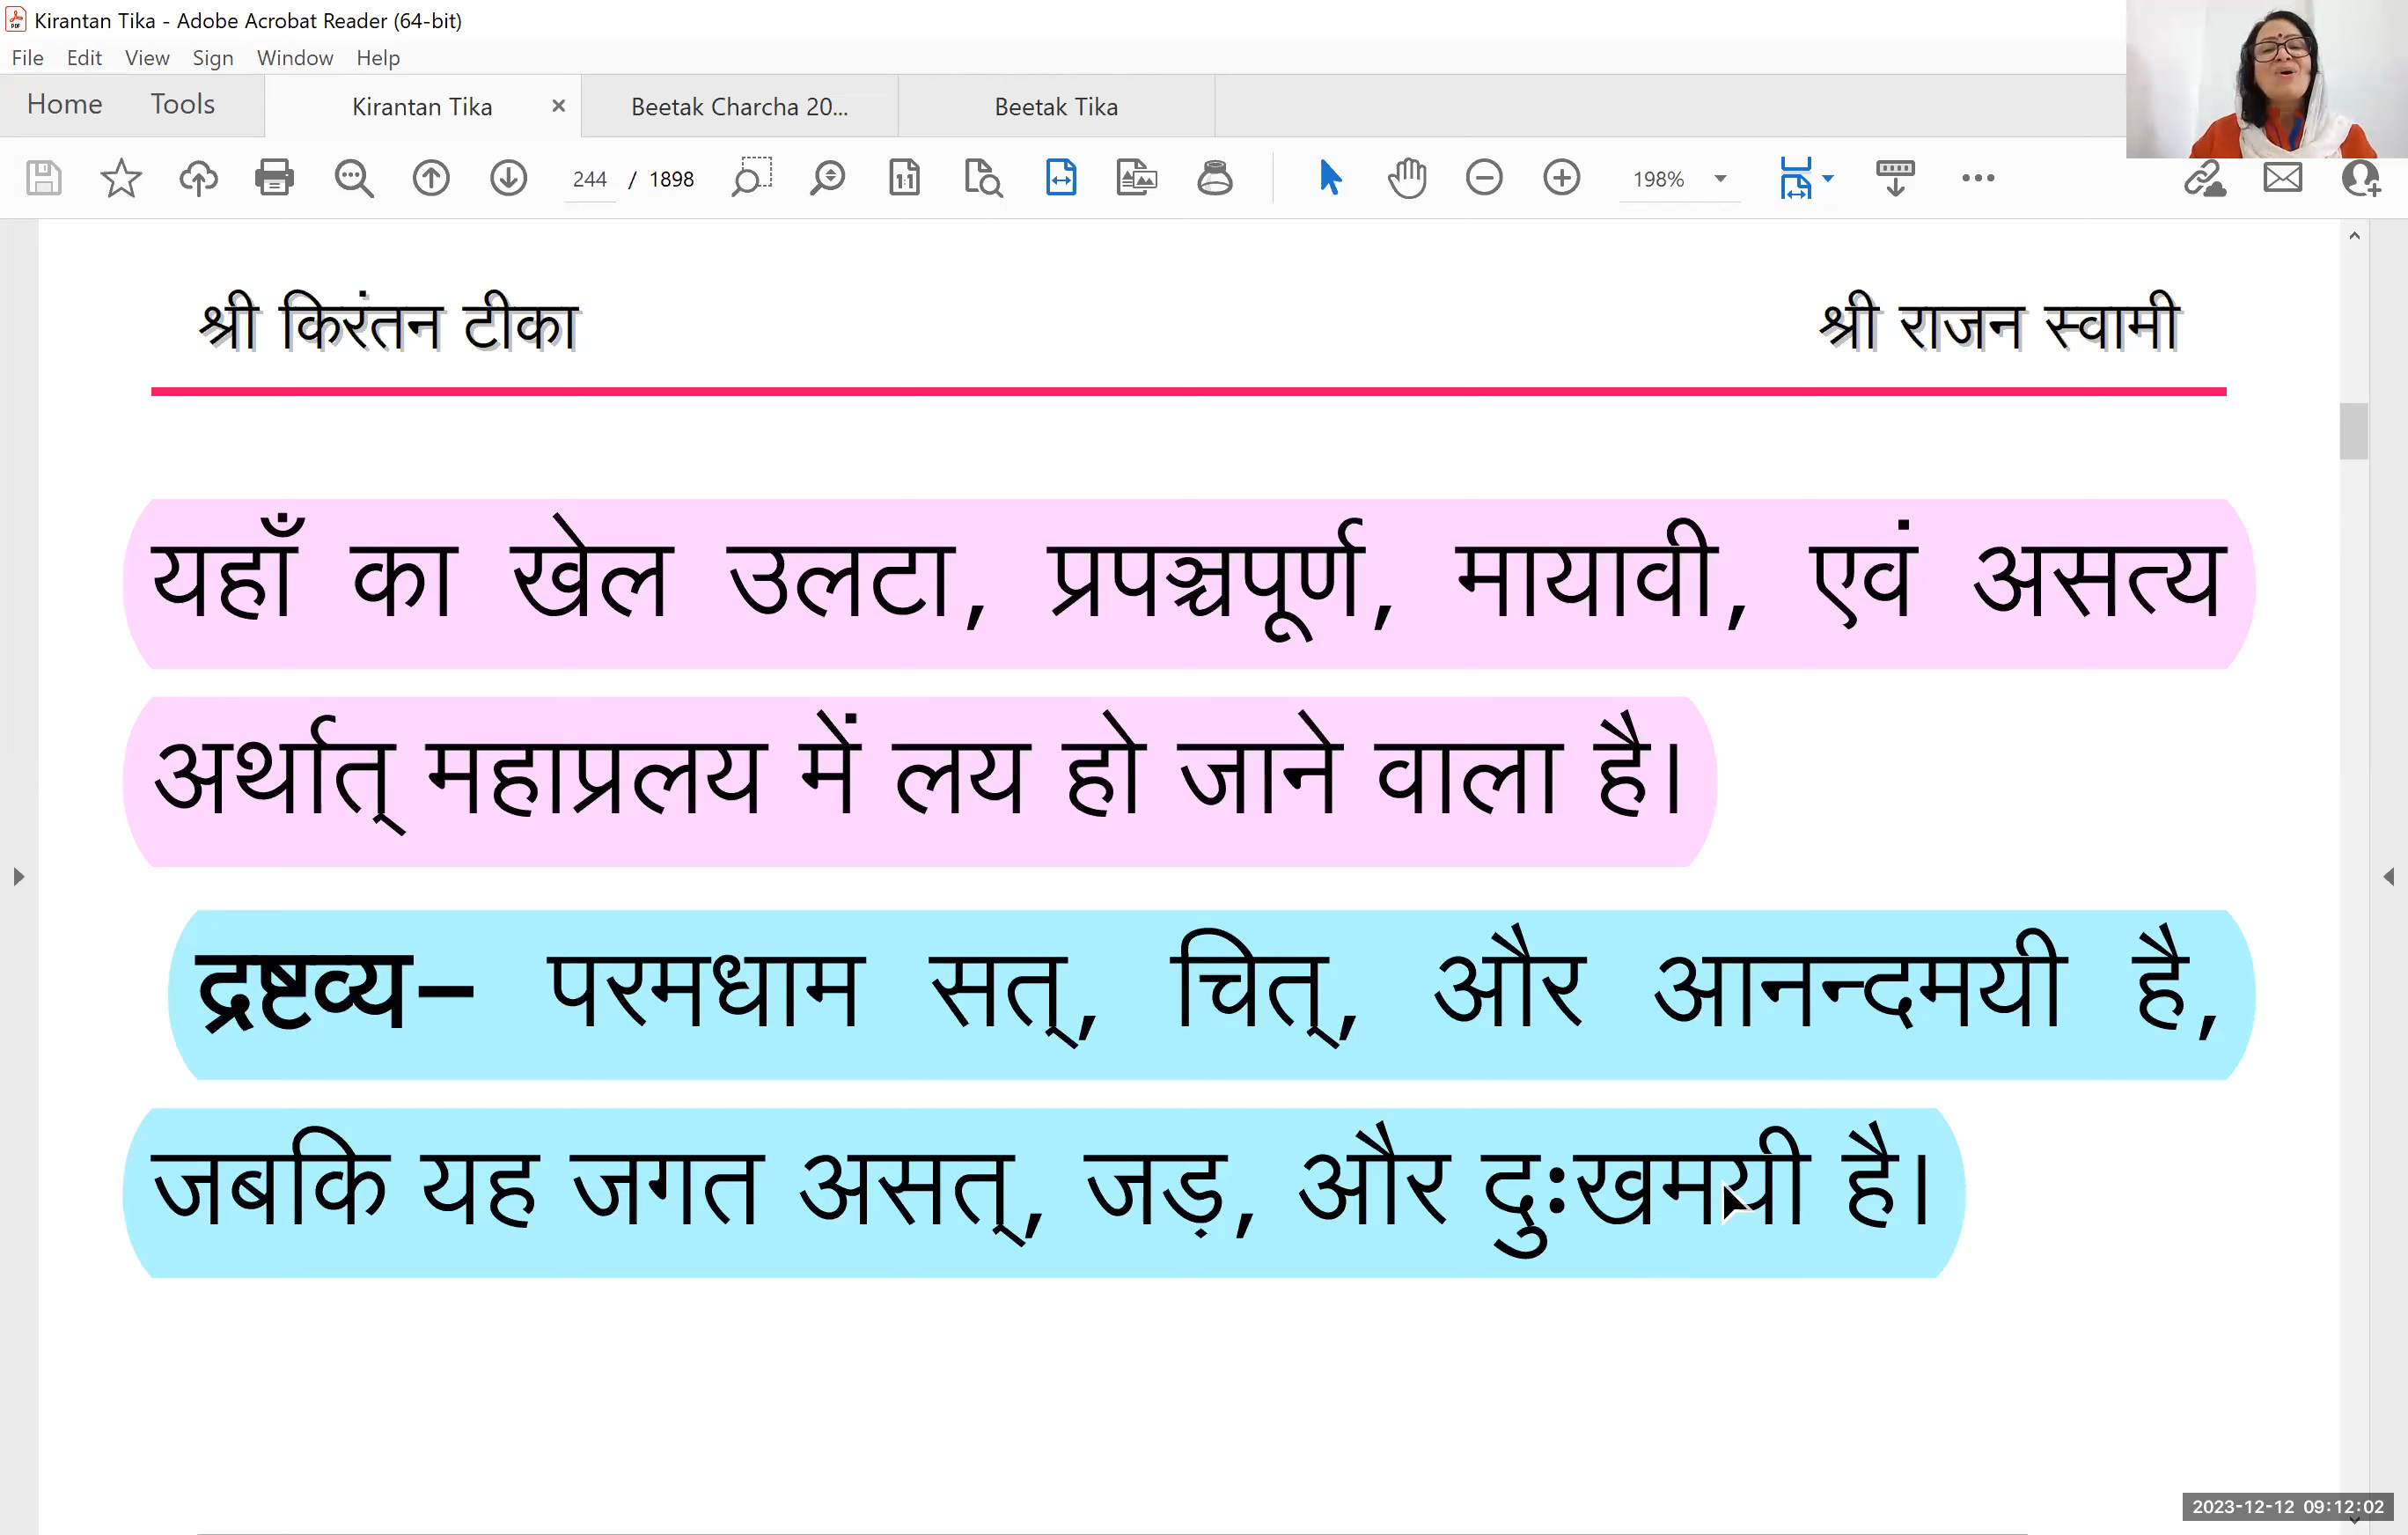 Kirantan Tika - Adobe Acrobat Reader (64-bit)
File Edit View Sign Window Help
Home Tools Kirantan Tika Beetak Charcha 20... Beetak Tika
244 / 1898 1:1 198%
श्री किरंतन टीका श्री राजन स्वामी
यहाँ का खेल उलटा, प्रपञ्चपूर्ण, मायावी, एवं असत्य
अर्थात् महाप्रलय में लय हो जाने वाला है।
द्रष्टव्य– परमधाम सत्, चित्, और आनन्दमयी है,
जबकि यह जगत असत्, जड़, और दुःखमयी है।
2023-12-12 09:12:02